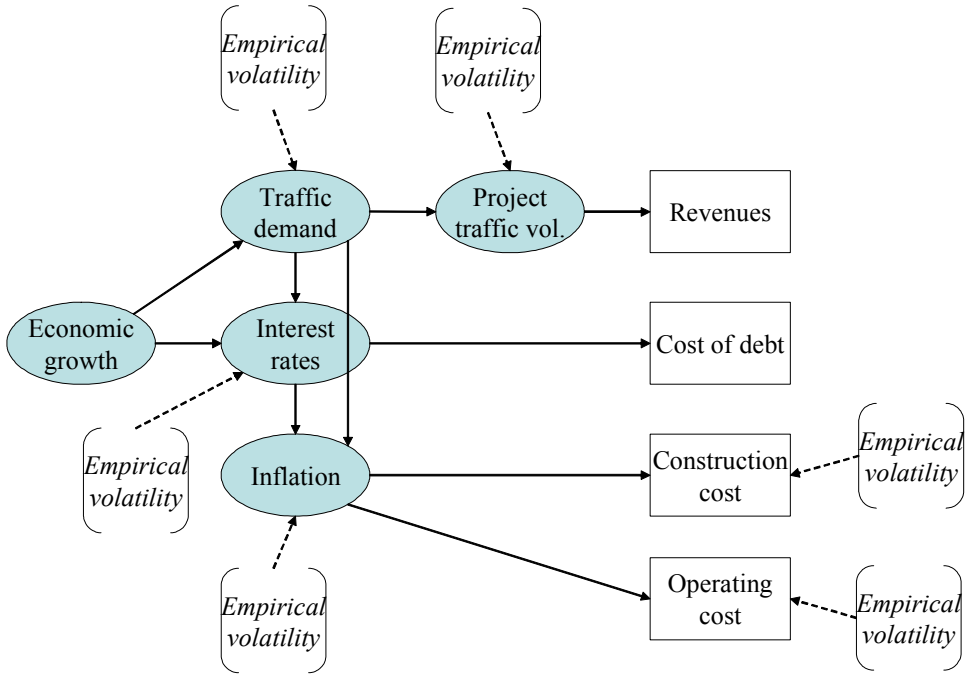 Empirical
volatility
Empirical
volatility
Traffic
demand
Project
traffic vol.
Revenues
Economic
growth
Interest
rates
Cost of debt
Empirical
volatility
Inflation
Construction
cost
Empirical
volatility
Empirical
volatility
Operating
cost
Empirical
volatility